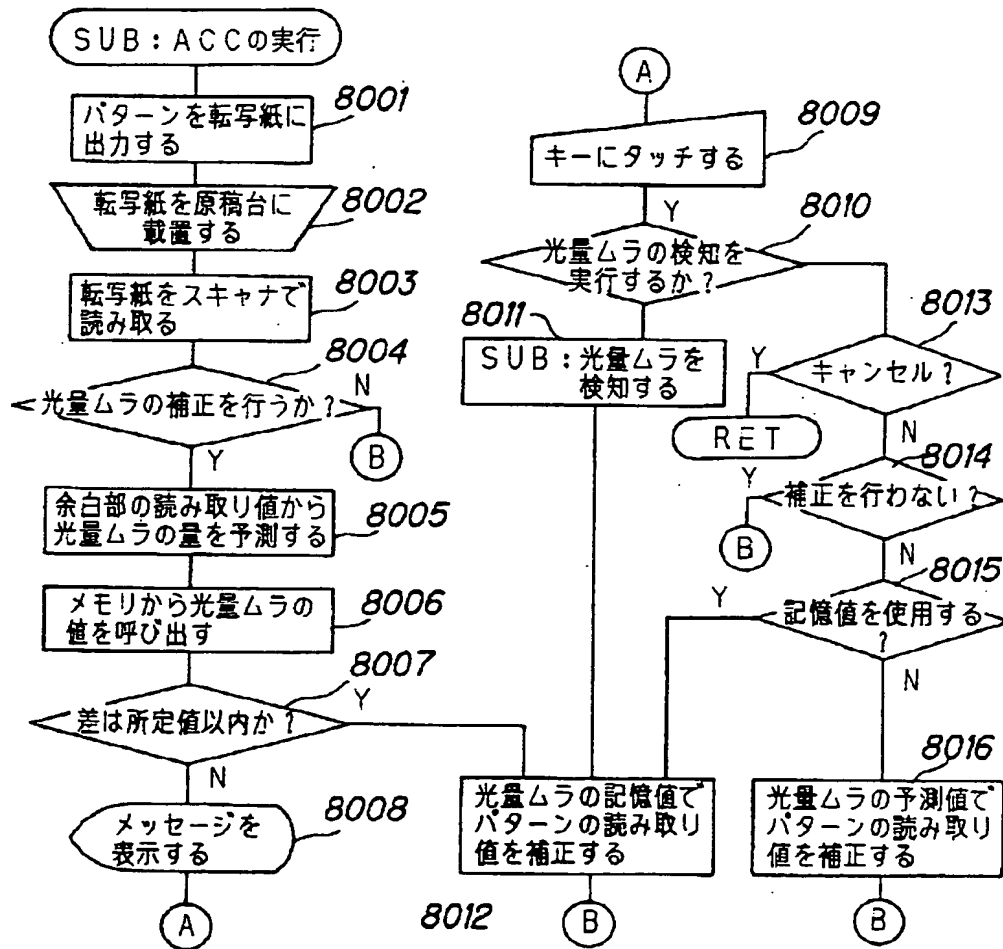 SUB:ACCの実行
8001
パターンを転写紙に
出力する
転写紙を原稿台に
載置する
8002
8003
転写紙をスキャナで
読み取る
8004
光量ムラの補正を行うか?
N
B
Y
余白部の読み取り値から
光量ムラの量を予測する
8005
メモリから光量ムラの
値を呼び出す
8006
8007
差は所定値以内か?
Y
N
メッセージを
表示する
8008
A
A
8009
キーにタッチする
Y
8010
光量ムラの検知を
実行するか?
8011
SUB:光量ムラを
検知する
8013
キャンセル?
Y
RET
N
8014
補正を行わない?
Y
B
N
8015
記憶値を使用する
?
Y
N
光量ムラの記憶値で
パターンの読み取り
値を補正する
8012
B
8016
光量ムラの予測値で
パターンの読み取り
値を補正する
B